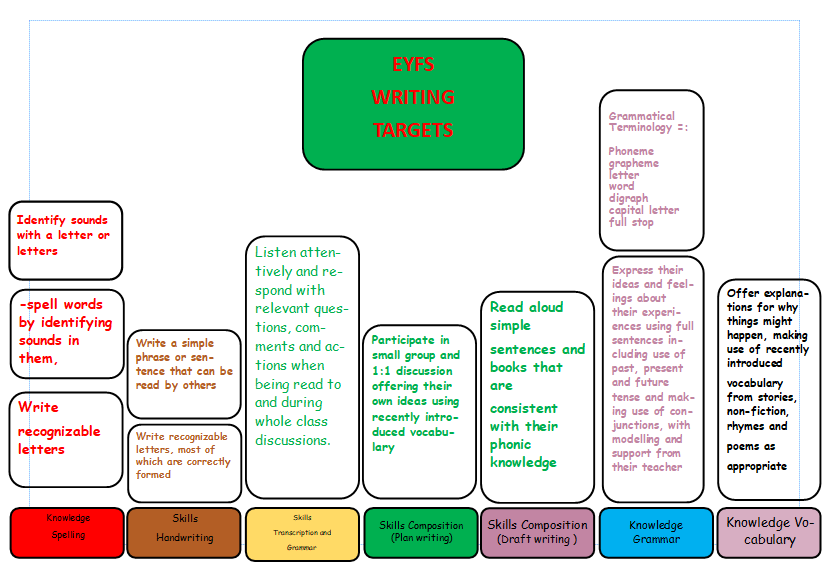 EYFS
WRITING
TARGETS
Identify sounds
with a letter or
letters
-spell words
by identifying
sounds in
them,
Write
recognizable
letters
Knowledge
Spelling
Write a simple
phrase or sen-
tence that can be
read by others
Write recognizable
letters, most of
which are correctly
formed
Skills
Handwriting
Listen atten-
tively and re-
spond with
relevant ques-
tions, com-
ments and ac-
tions when
being read to
and during
whole class
discussions.
Skills
Transcription and
Grammar
Participate in
small group and
1:1 discussion
offering their
own ideas using
recently intro-
duced vocabu-
lary
Skills Composition
(Plan writing)
Read aloud
simple
sentences and
books that
are
consistent
with their
phonic
knowledge
Skills Composition
(Draft writing )
Grammatical
Terminology =:
Phoneme
grapheme
letter
word
digraph
capital letter
full stop
Express their
ideas and feel-
ings about
their experi-
ences using full
sentences in-
cluding use of
past, present
and future
tense and mak-
ing use of con-
junctions, with
modelling and
support from
their teacher
Knowledge
Grammar
Offer explana-
tions for why
things might
happen, making
use of recently
introduced
vocabulary
from stories,
non-fiction,
rhymes and
poems as
appropriate
Knowledge Vo-
cabulary